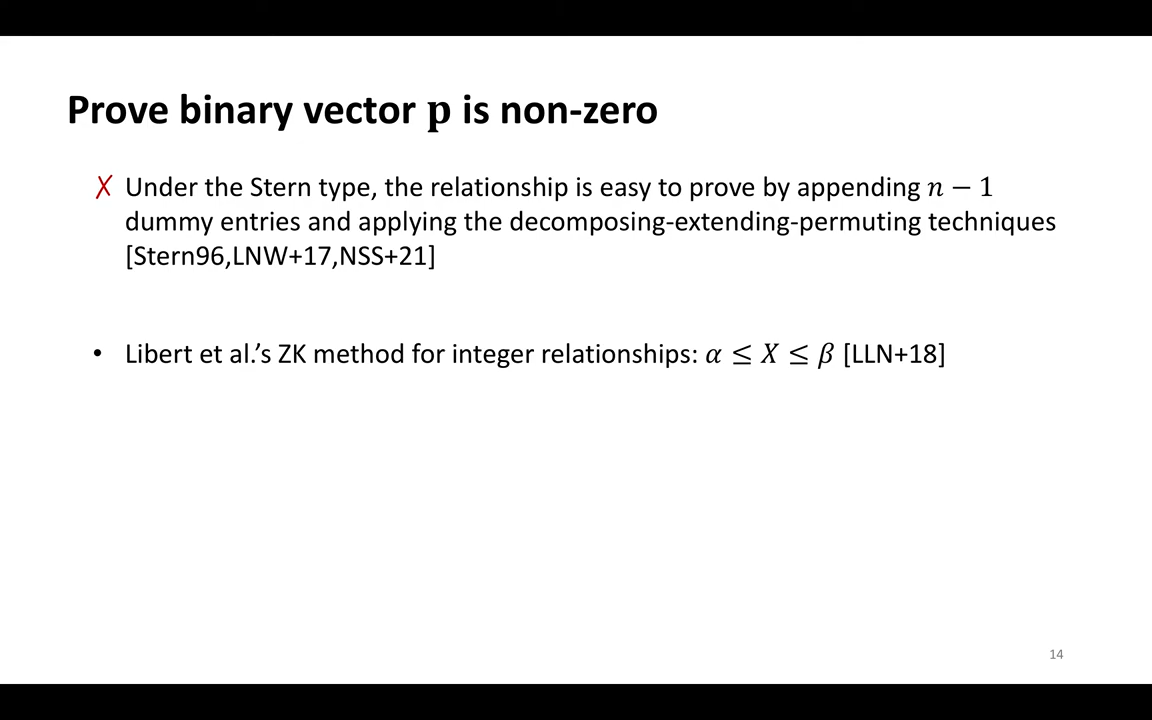 Prove binary vector 𝐩 is non-zero
✗ Under the Stern type, the relationship is easy to prove by appending 𝑛 − 1
dummy entries and applying the decomposing-extending-permuting techniques
[Stern96,LNW+17,NSS+21]
• Libert et al.’s ZK method for integer relationships: 𝛼 ≤ 𝑋 ≤ 𝛽 [LLN+18]
14